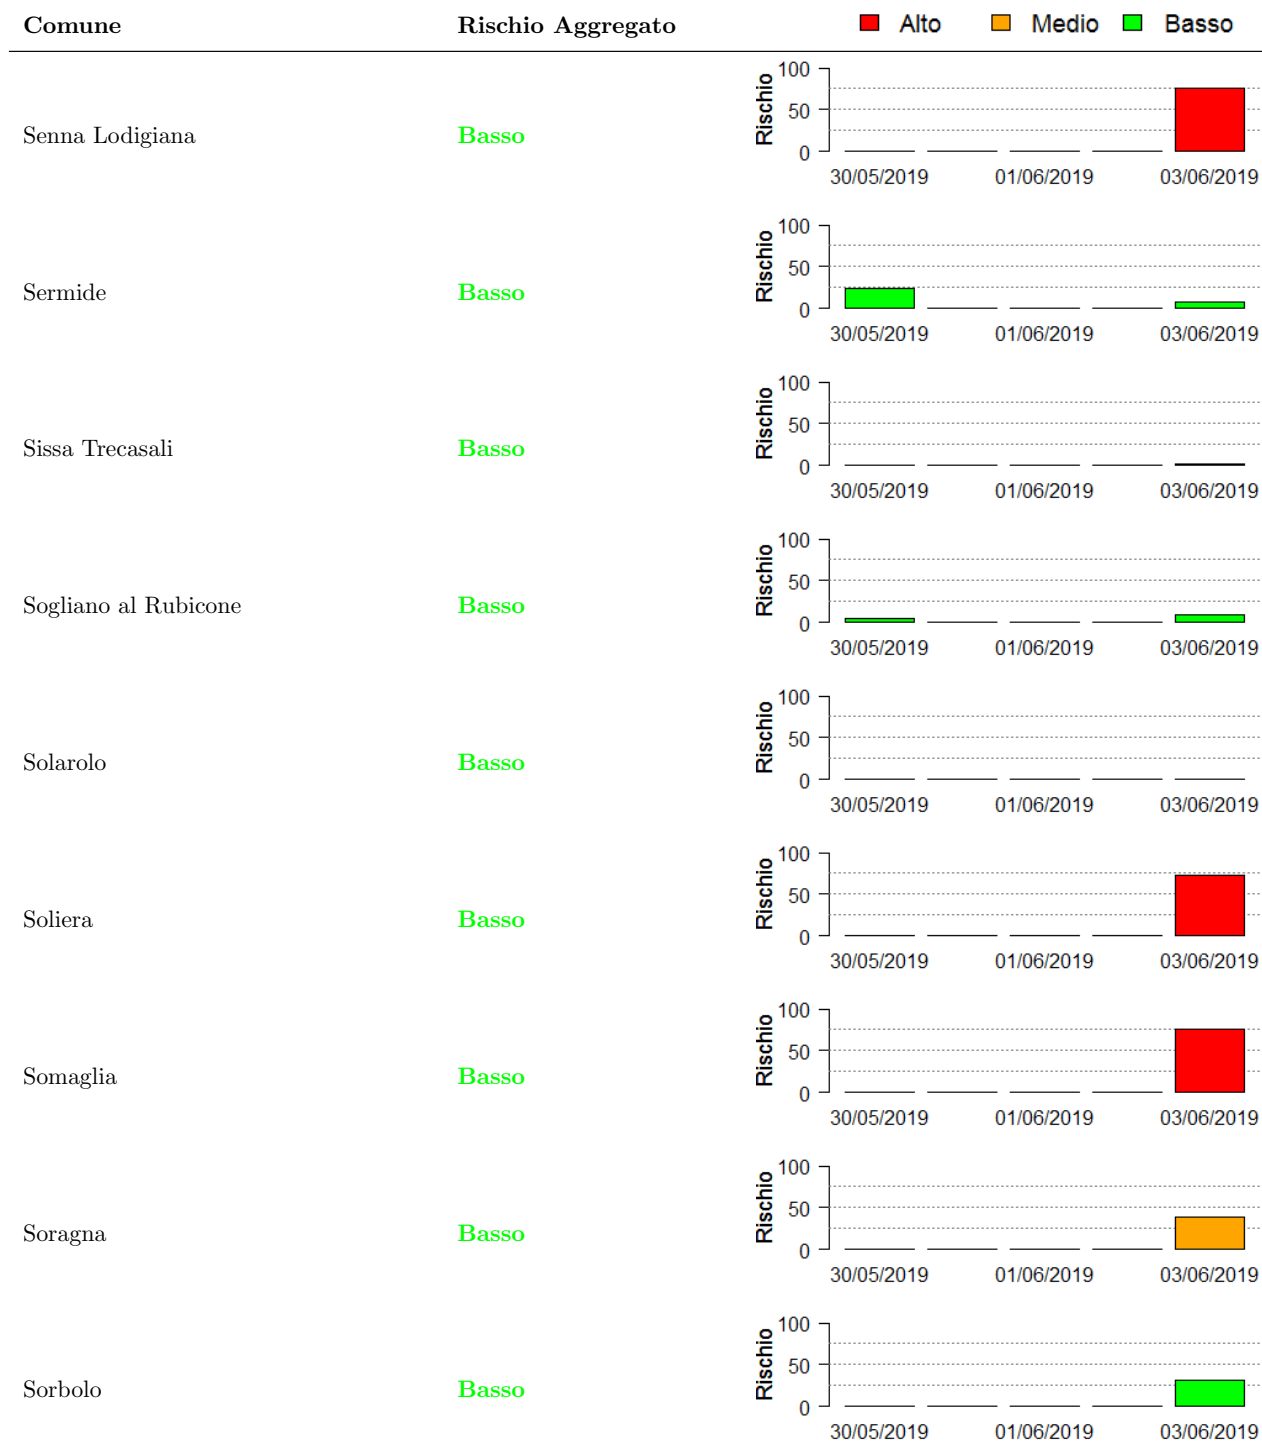 Comune Rischio Aggregato Alto Medio Basso
100
50
0
Rischio
Senna Lodigiana Basso
30/05/2019 01/06/2019 03/06/2019
100
50
0
Rischio
Sermide Basso
30/05/2019 01/06/2019 03/06/2019
100
50
0
Rischio
Sissa Trecasali Basso
30/05/2019 01/06/2019 03/06/2019
100
50
0
Rischio
Sogliano al Rubicone Basso
30/05/2019 01/06/2019 03/06/2019
100
50
0
Rischio
Solarolo Basso
30/05/2019 01/06/2019 03/06/2019
100
50
0
Rischio
Soliera Basso
30/05/2019 01/06/2019 03/06/2019
100
50
0
Rischio
Somaglia Basso
30/05/2019 01/06/2019 03/06/2019
100
50
0
Rischio
Soragna Basso
30/05/2019 01/06/2019 03/06/2019
100
50
0
Rischio
Sorbolo Basso
30/05/2019 01/06/2019 03/06/2019